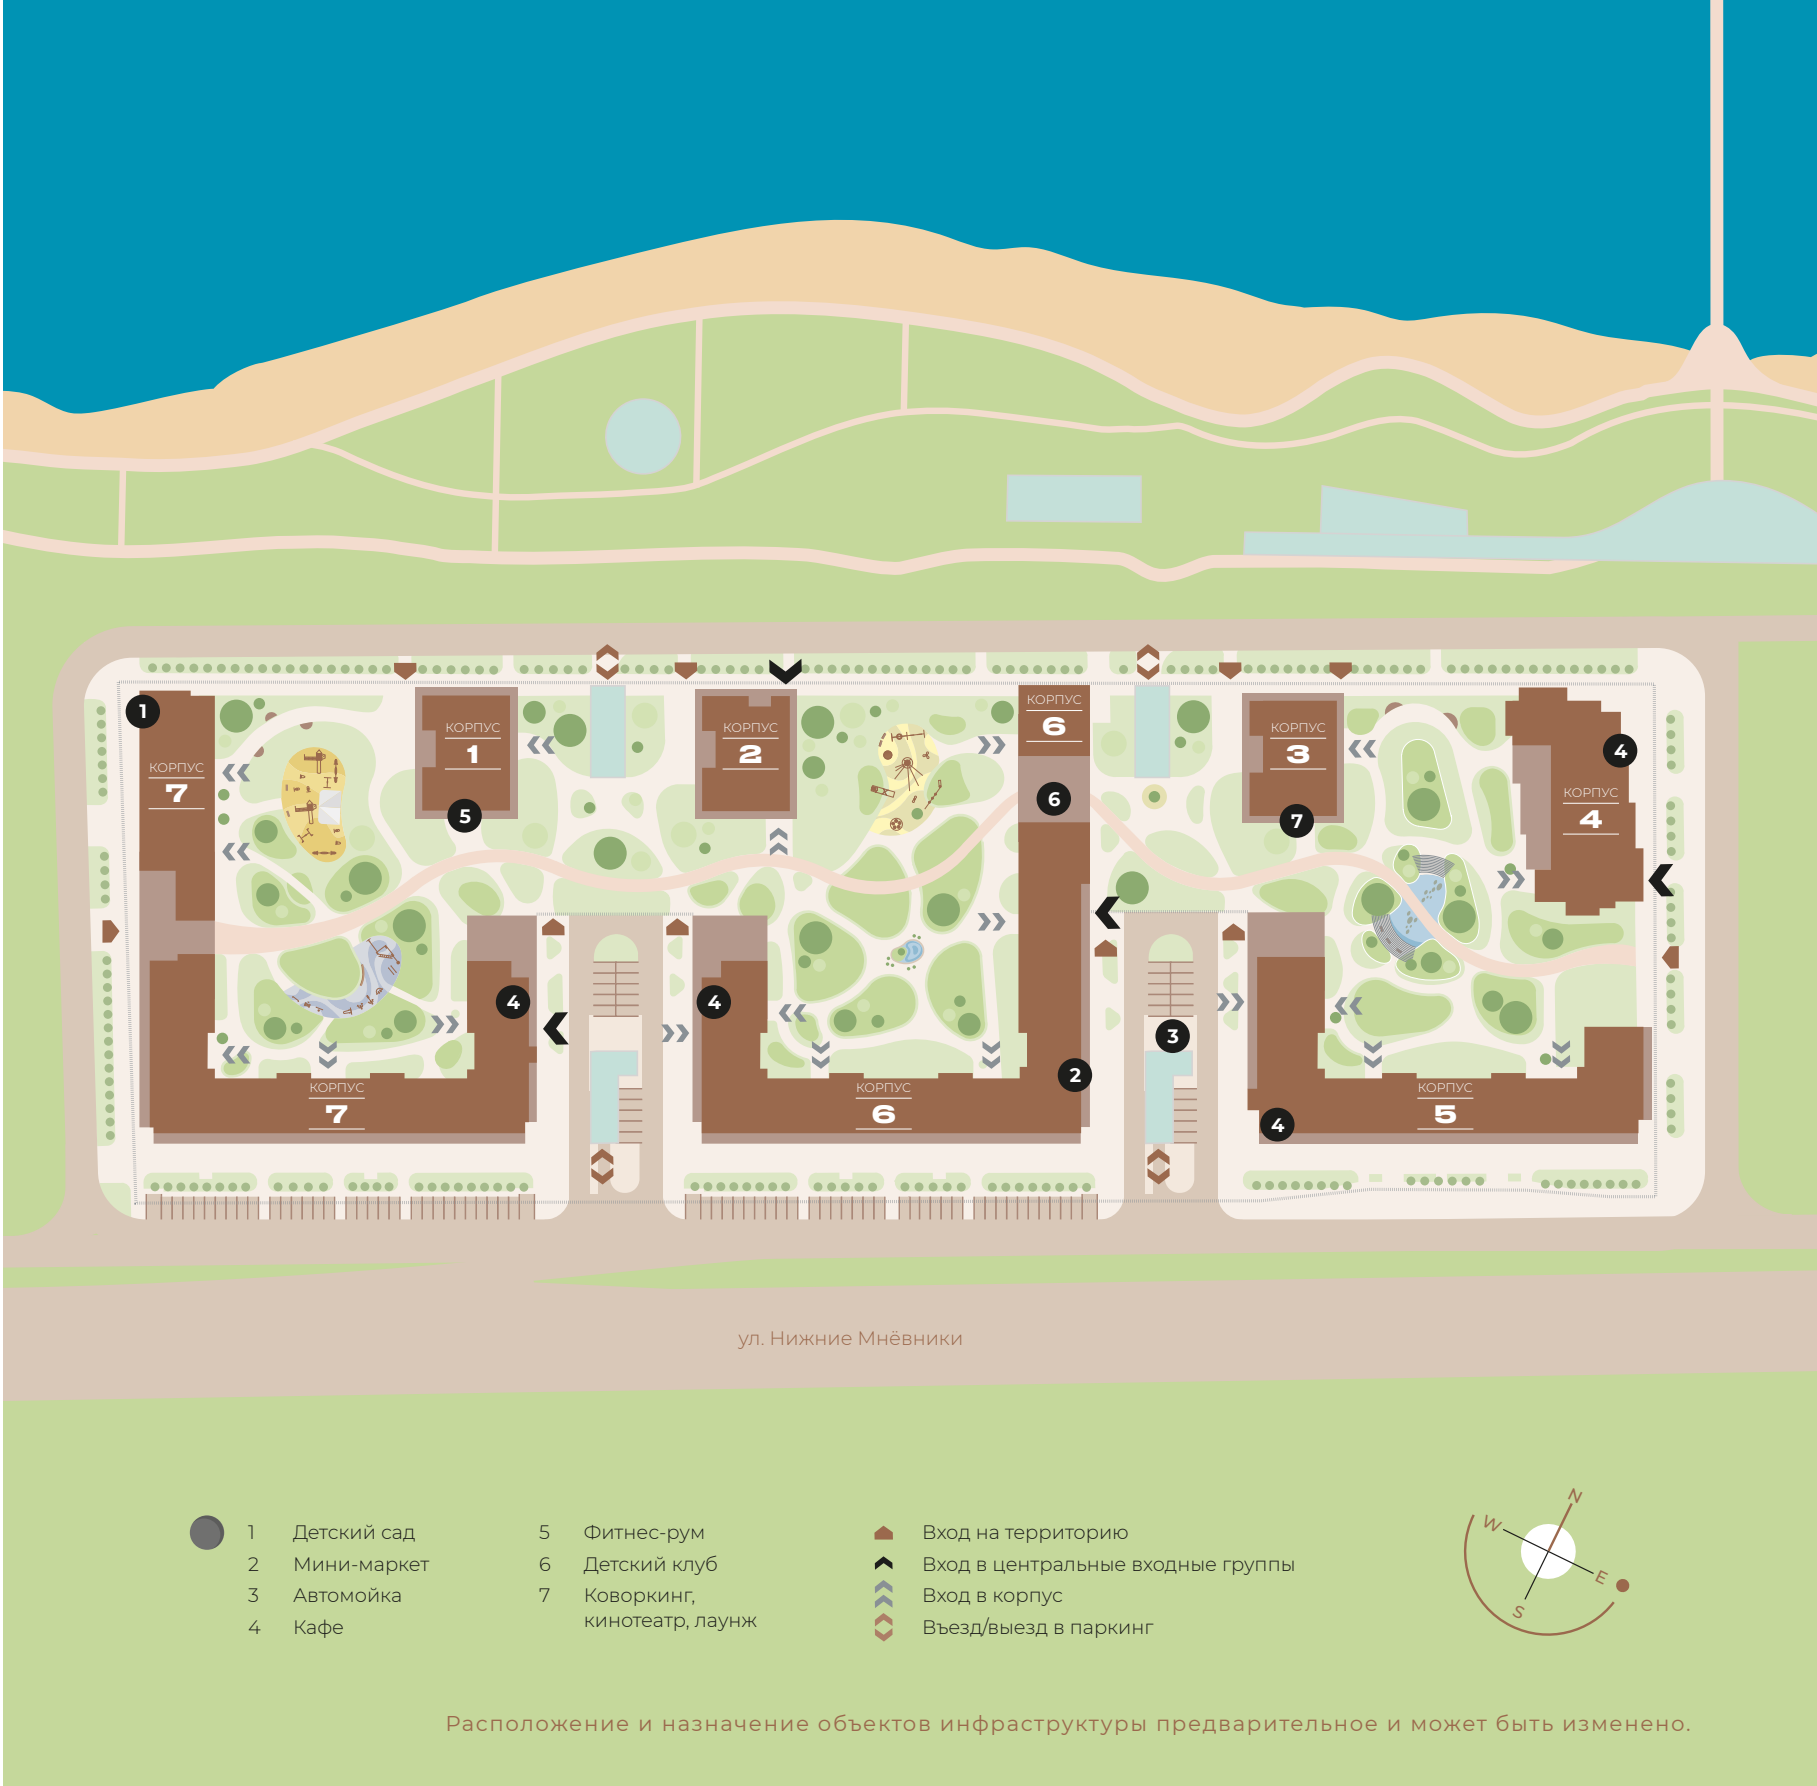 КОРПУС
6
КОРПУС
1
КОРПУС
2
КОРПУС
3
1
КОРПУС
7
4
КОРПУС
4
5
6
7
4
4
3
2
КОРПУС
7
КОРПУС
6
КОРПУС
5
4
ул. Нижние Мнёвники
1 Детский сад
2 Мини-маркет
3 Автомойка
4 Кафе
5 Фитнес-рум
6 Детский клуб
7 Коворкинг,
кинотеатр, лаунж
Вход на территорию
Вход в центральные входные группы
Вход в корпус
Въезд/выезд в паркинг
N
W
E
S
Расположение и назначение объектов инфраструктуры предварительное и может быть изменено.